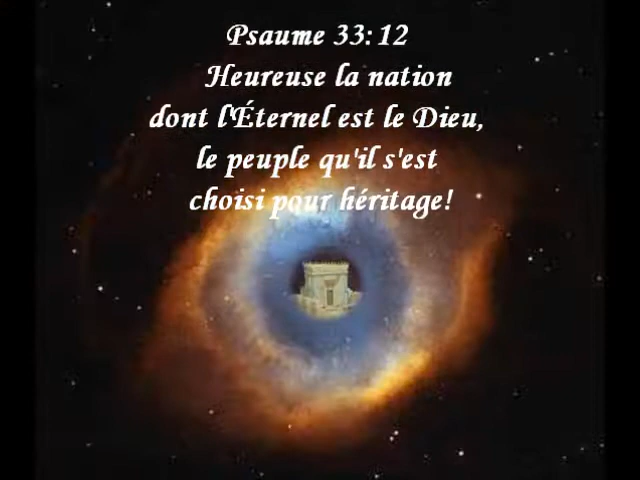 Psaume 33:12
Heureuse la nation
dont l'Éternel est le Dieu,
le peuple qu'il s'est
choisi pour héritage!